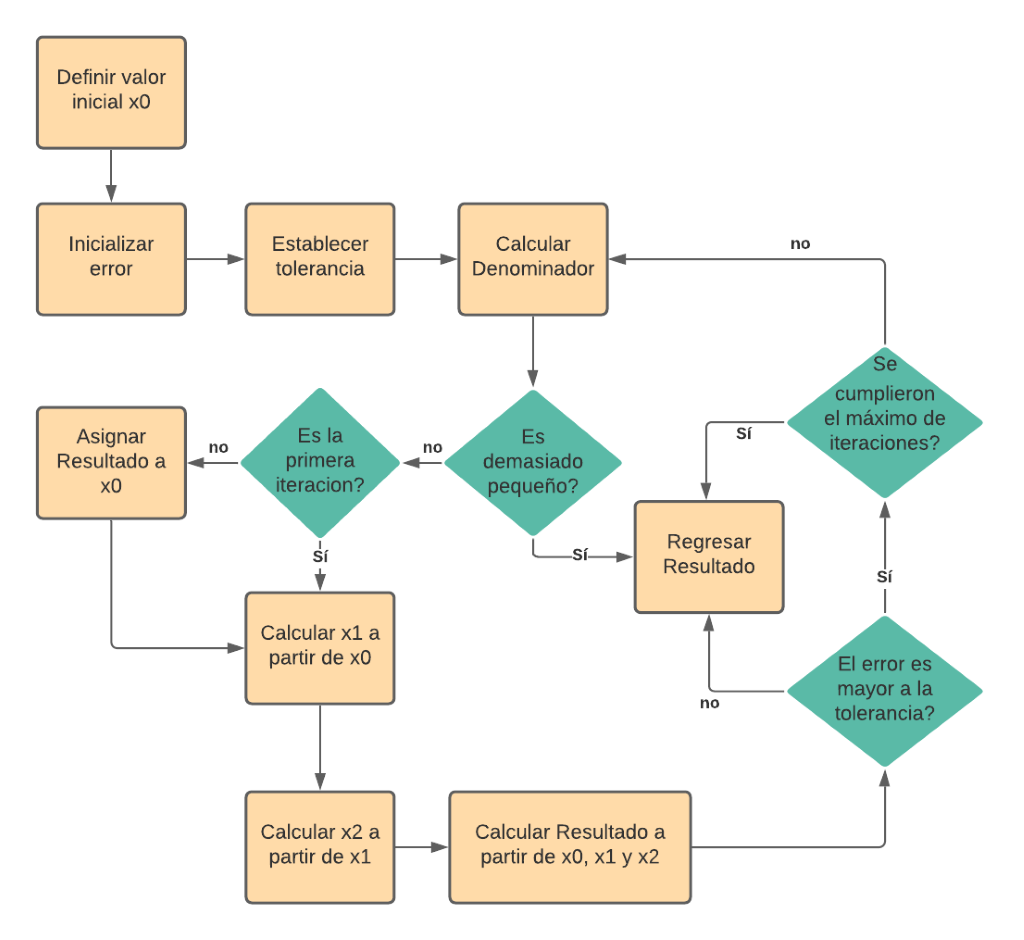 Definir valor
inicial x0
Inicializar
error
Establecer
tolerancia
Calcular
Denominador
no
Se
cumplieron
el máximo de
iteraciones?
Sí
Asignar
Resultado a
x0
no
Es la
primera
iteracion?
no
Es
demasiado
pequeño?
Sí
Sí
Regresar
Resultado
Sí
Calcular x1 a
partir de x0
El error es
mayor a la
tolerancia?
no
Calcular x2 a
partir de x1
Calcular Resultado a
partir de x0, x1 y x2